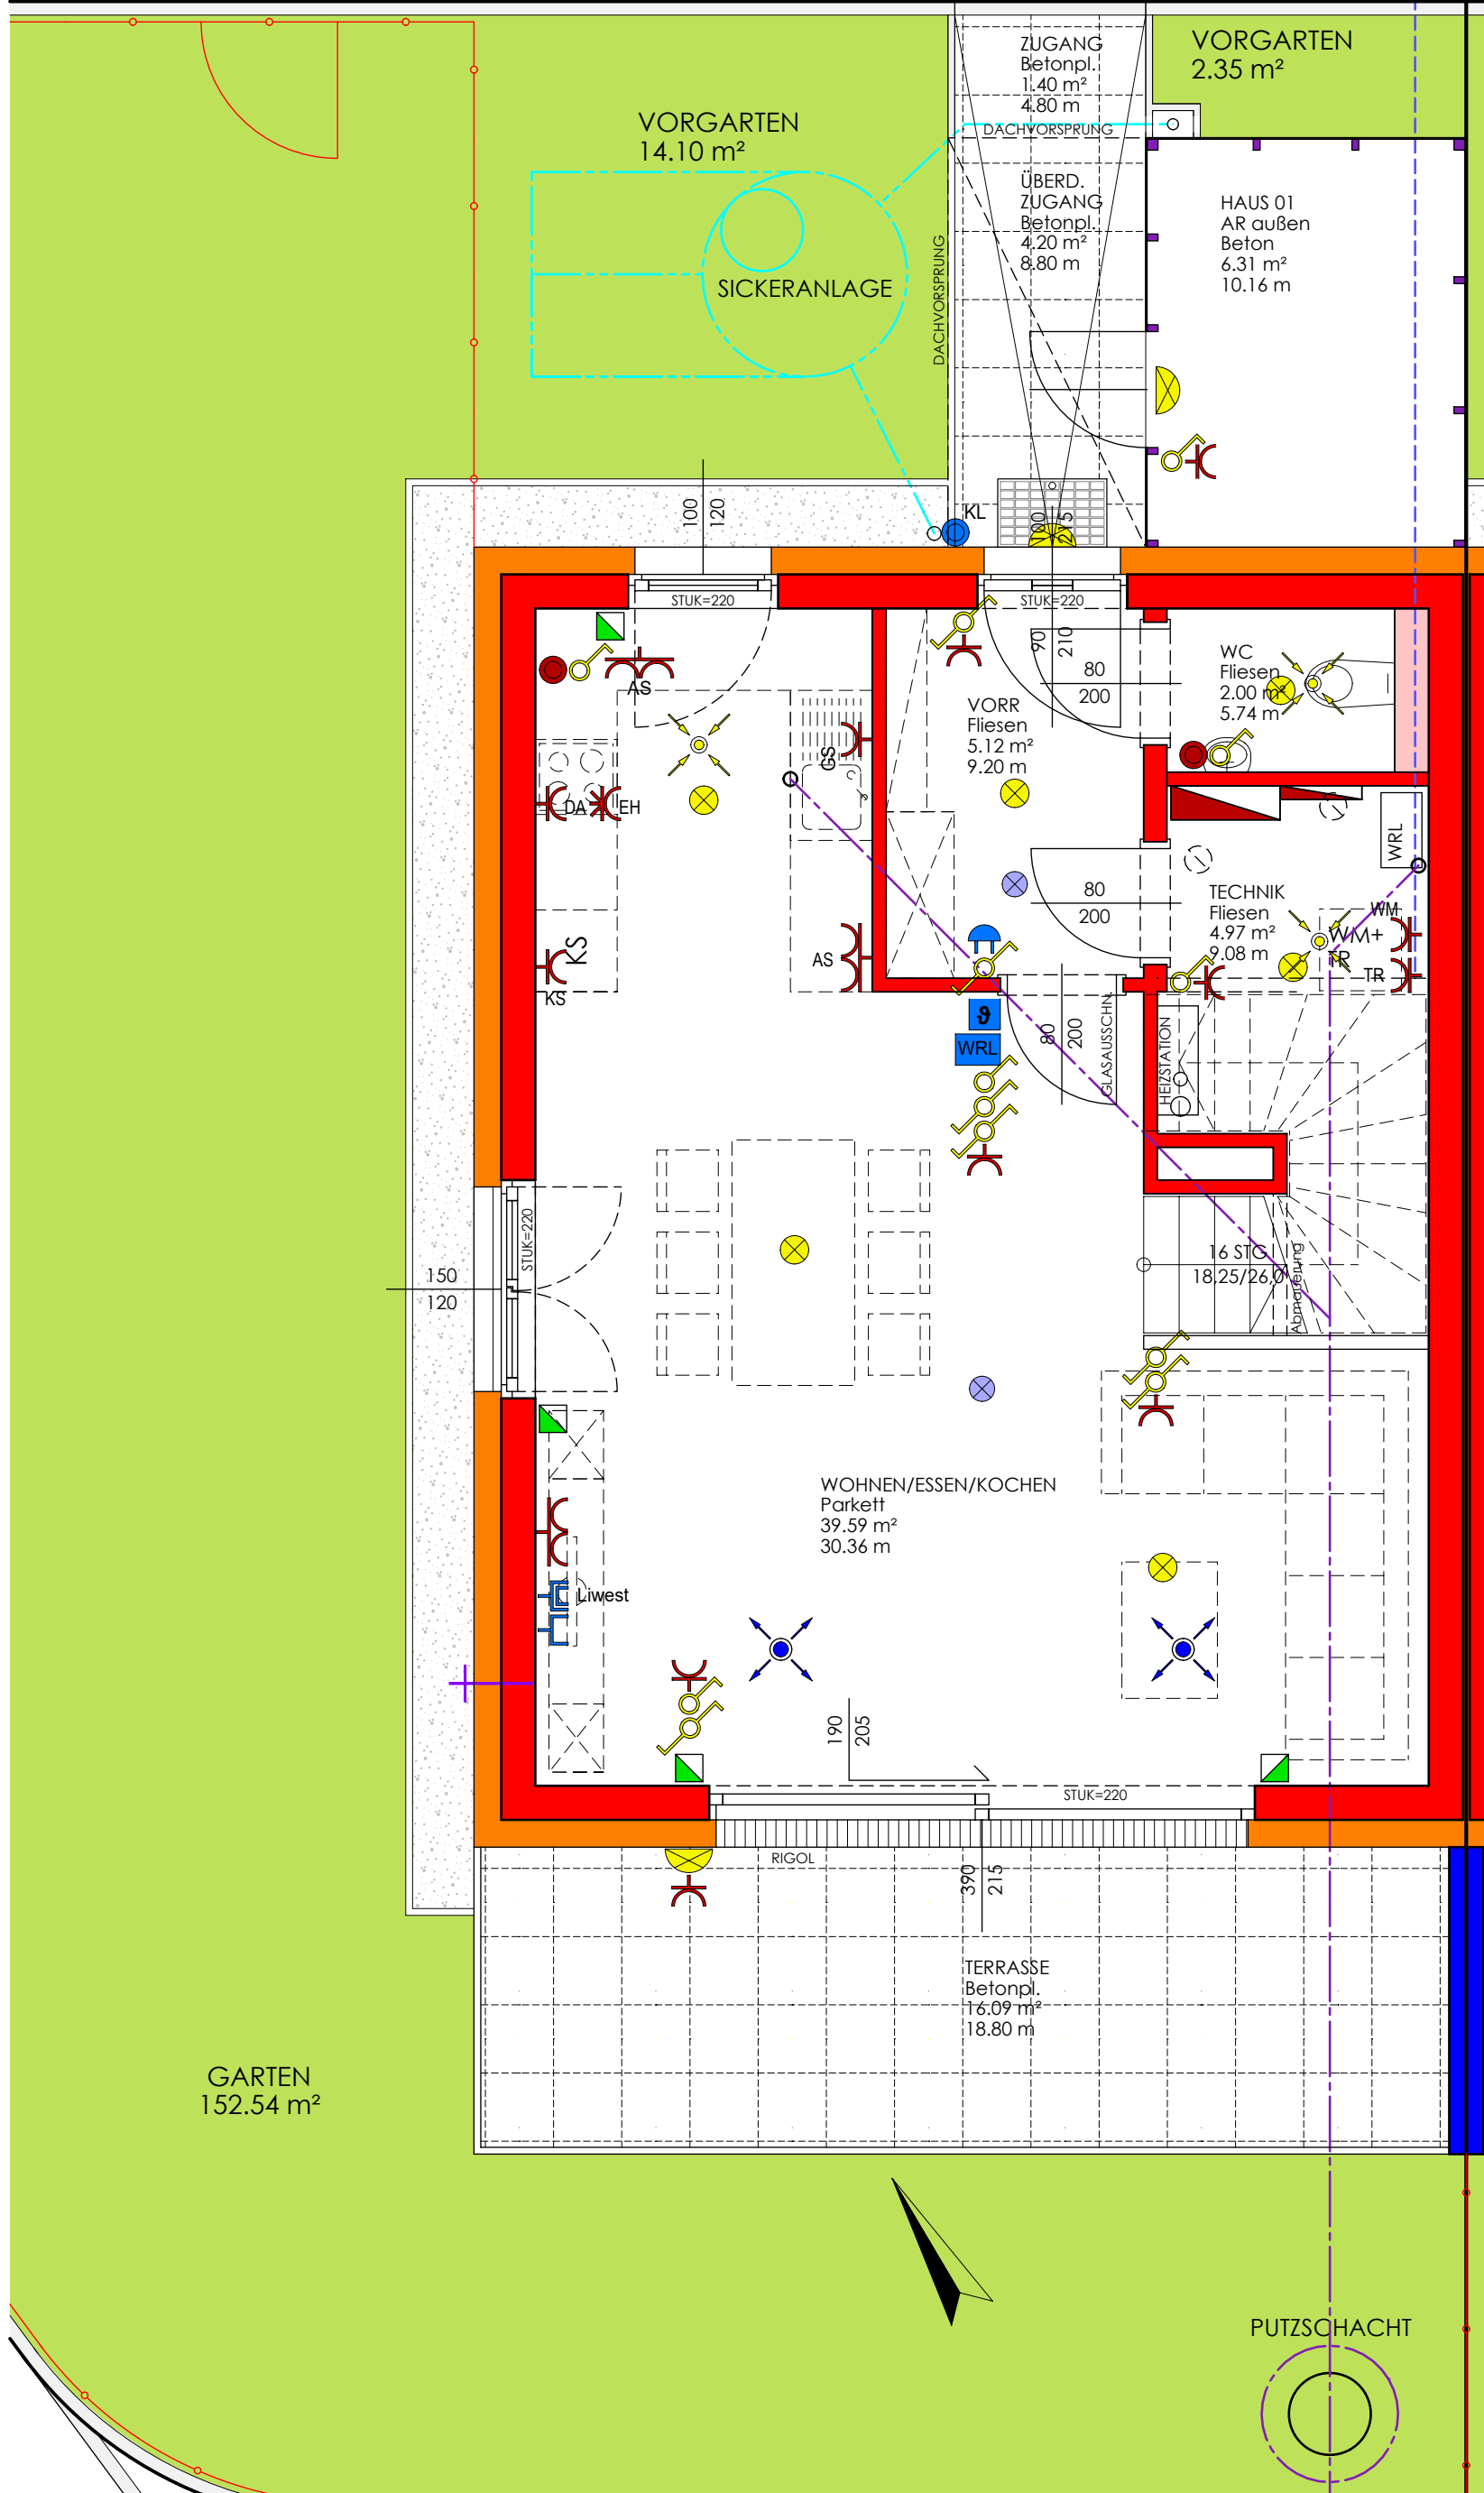 ZUGANG
Betonpl.
1.40 m²
4.80 m
VORGARTEN
2.35 m²
VORGARTEN
14.10 m²
DACHVORSPRUNG
ÜBERD.
ZUGANG
Betonpl.
4.20 m²
8.80 m
HAUS 01
AR außen
Beton
6.31 m²
10.16 m
DACHVORSPRUNG
SICKERANLAGE
100
120
KL
100
215
STUK=220
STUK=220
90
210
80
200
WC
Fliesen
2.00 m²
5.74 m
AS
VORR
Fliesen
5.12 m²
9.20 m
GS
DA
EH
WRL
80
200
TECHNIK
Fliesen
4.97 m²
9.08 m
WM
WM+
TR
TR
KS
KS
AS
ϑ
WRL
80
200
GLASAUSSCHN.
HEIZSTATION
STUK=220
150
120
16 STG
18,25/26,0
Abmauerung
WOHNEN/ESSEN/KOCHEN
Parkett
39.59 m²
30.36 m
Liwest
190
205
STUK=220
RIGOL
390
215
TERRASSE
Betonpl.
16.09 m²
18.80 m
GARTEN
152.54 m²
PUTZSCHACHT